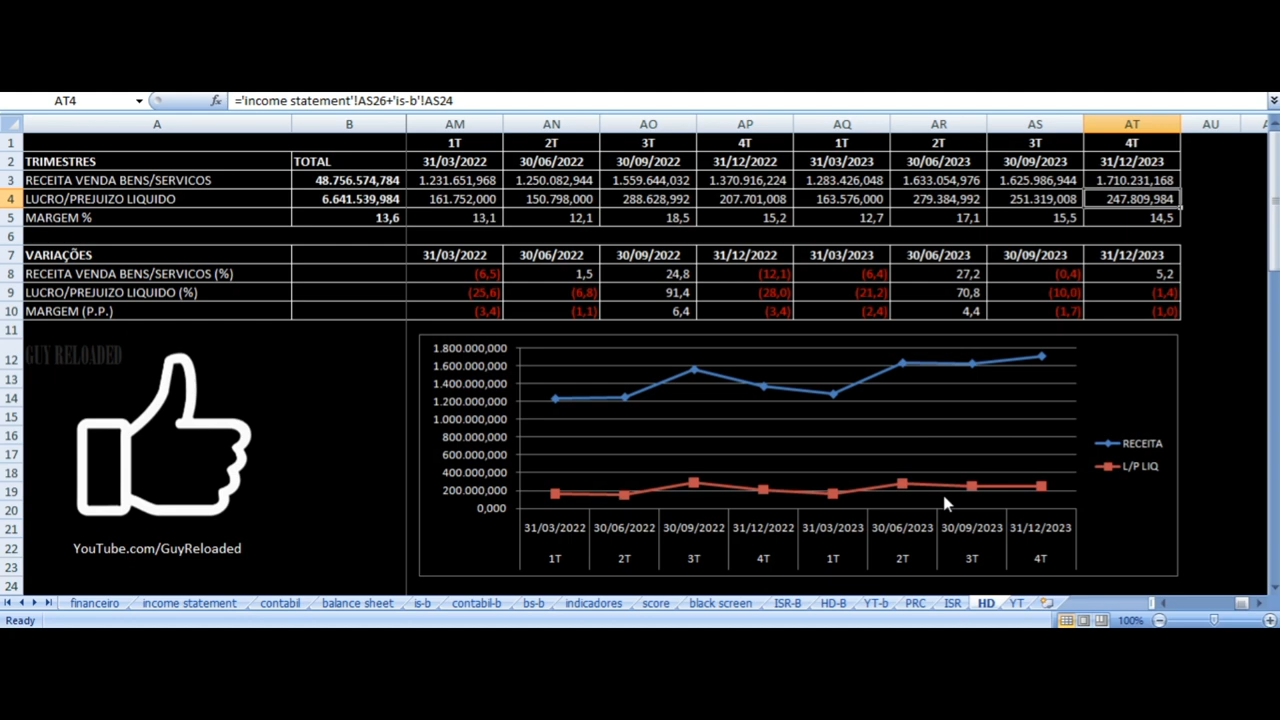 AT4 fx ='income statement'!AS26+'is-b'!AS24
A B AM AN AO AP AQ AR AS AT AU
1 1T 2T 3T 4T 1T 2T 3T 4T
2 TRIMESTRES TOTAL 31/03/2022 30/06/2022 30/09/2022 31/12/2022 31/03/2023 30/06/2023 30/09/2023 31/12/2023
3 RECEITA VENDA BENS/SERVICOS 48.756.574,784 1.231.651,968 1.250.082,944 1.559.644,032 1.370.916,224 1.283.426,048 1.633.054,976 1.625.986,944 1.710.231,168
4 LUCRO/PREJUIZO LIQUIDO 6.641.539,984 161.752,000 150.798,000 288.628,992 207.701,008 163.576,000 279.384,992 251.319,008 247.809,984
5 MARGEM % 13,6 13,1 12,1 18,5 15,2 12,7 17,1 15,5 14,5
6
7 VARIAÇÕES 31/03/2022 30/06/2022 30/09/2022 31/12/2022 31/03/2023 30/06/2023 30/09/2023 31/12/2023
8 RECEITA VENDA BENS/SERVICOS (%) (6,5) 1,5 24,8 (12,1) (6,4) 27,2 (0,4) 5,2
9 LUCRO/PREJUIZO LIQUIDO (%) (25,6) (6,8) 91,4 (28,0) (21,2) 70,8 (10,0) (1,4)
10 MARGEM (P.P.) (3,4) (1,1) 6,4 (3,4) (2,4) 4,4 (1,7) (1,0)
11
12 GUY RELOADED
13
14
15
16
17
18
19
20
21
22
23
24
YouTube.com/GuyReloaded
1.800.000,000
1.600.000,000
1.400.000,000
1.200.000,000
1.000.000,000
800.000,000
600.000,000
400.000,000
200.000,000
0,000
31/03/2022 30/06/2022 30/09/2022 31/12/2022 31/03/2023 30/06/2023 30/09/2023 31/12/2023
1T 2T 3T 4T 1T 2T 3T 4T
RECEITA
L/P LIQ
financeiro income statement contabil balance sheet is-b contabil-b bs-b indicadores score black screen ISR-B HD-B YT-b PRC ISR HD YT
Ready 100%